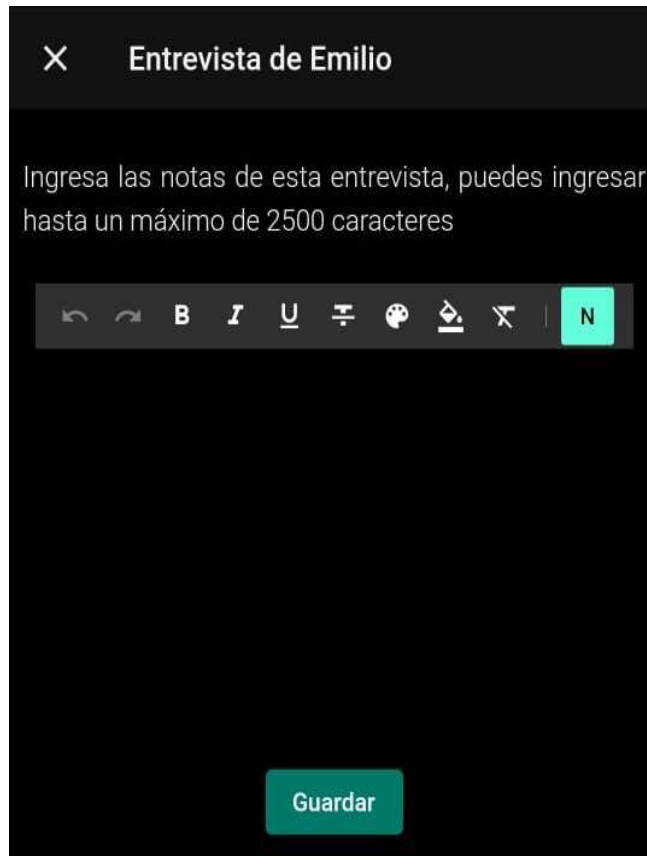 Entrevista de Emilio
Ingresa las notas de esta entrevista, puedes ingresar
hasta un máximo de 2500 caracteres
B I U N
Guardar